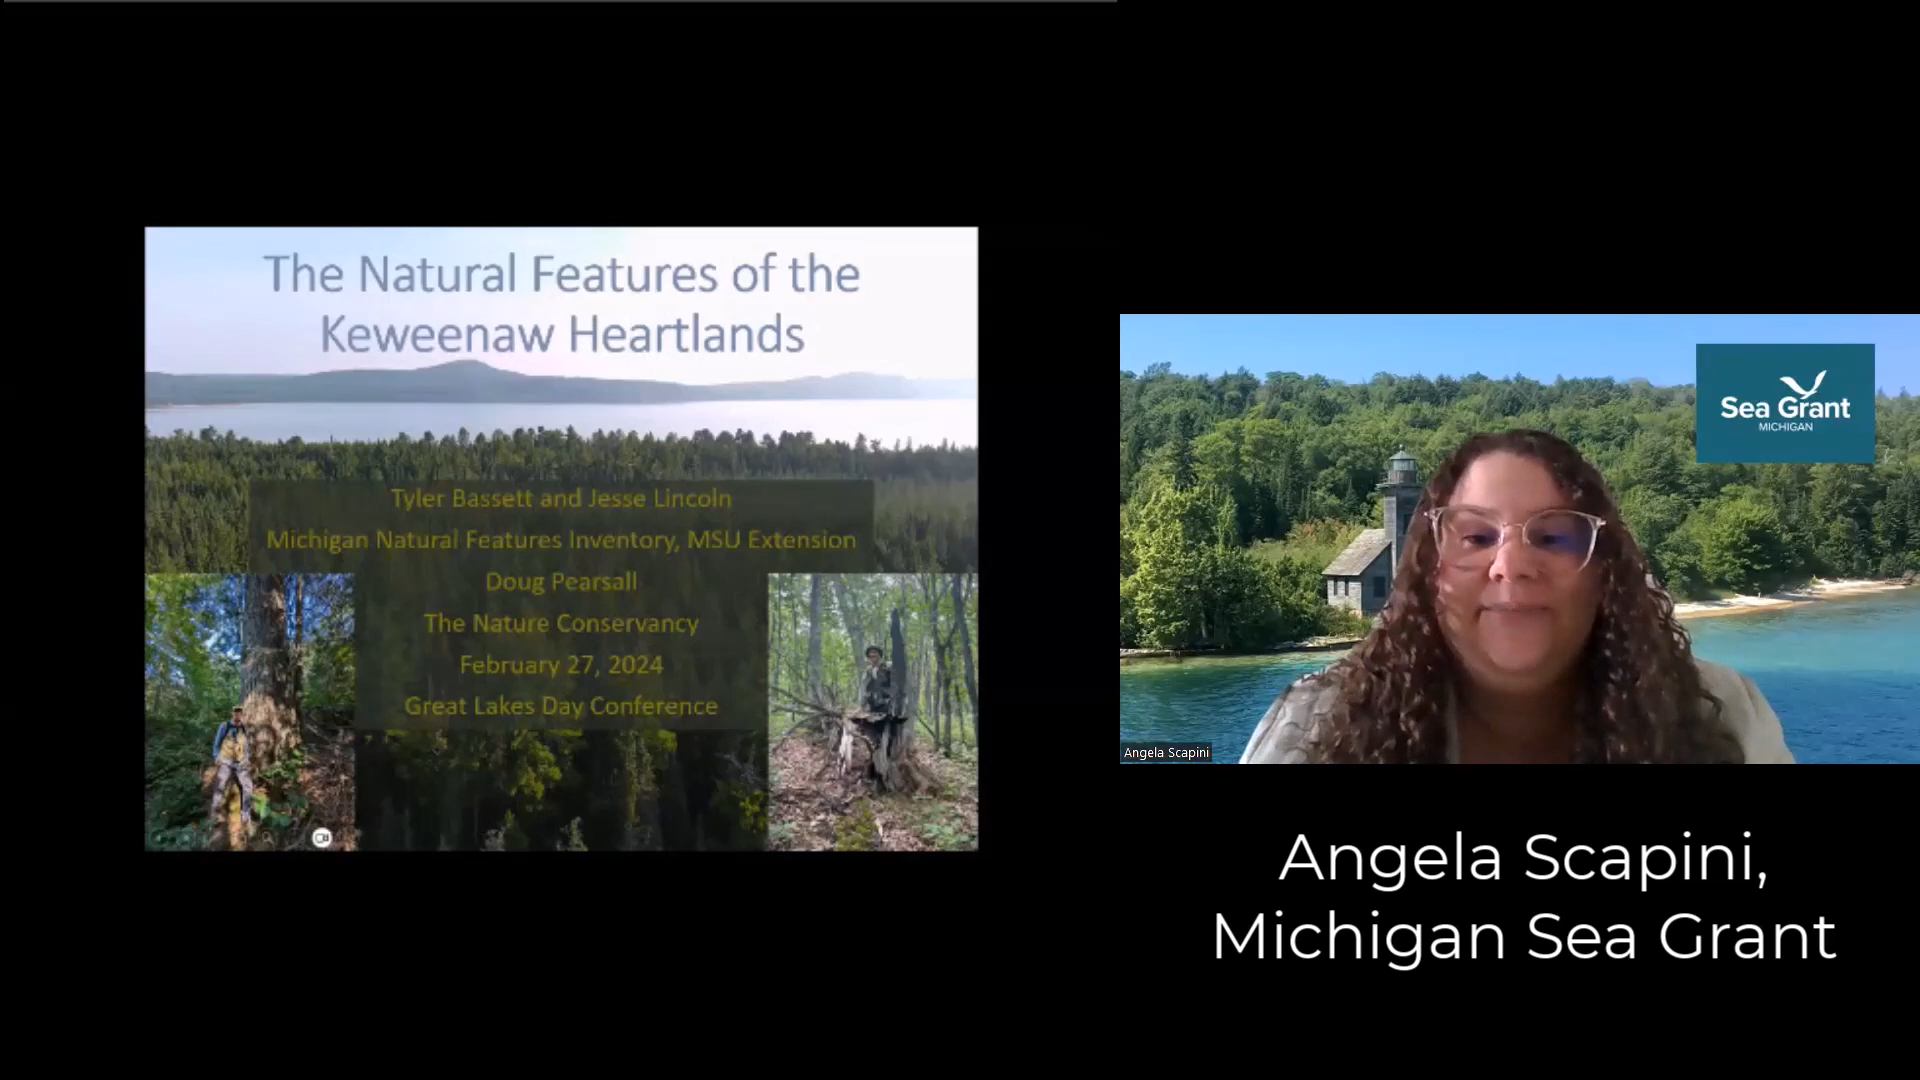 The Natural Features of the
Keweenaw Heartlands
Tyler Bassett and Jesse Lincoln
Michigan Natural Features Inventory, MSU Extension
Doug Pearsall
The Nature Conservancy
February 27, 2024
Great Lakes Day Conference
Sea Grant
MICHIGAN
Angela Scapini
Angela Scapini,
Michigan Sea Grant